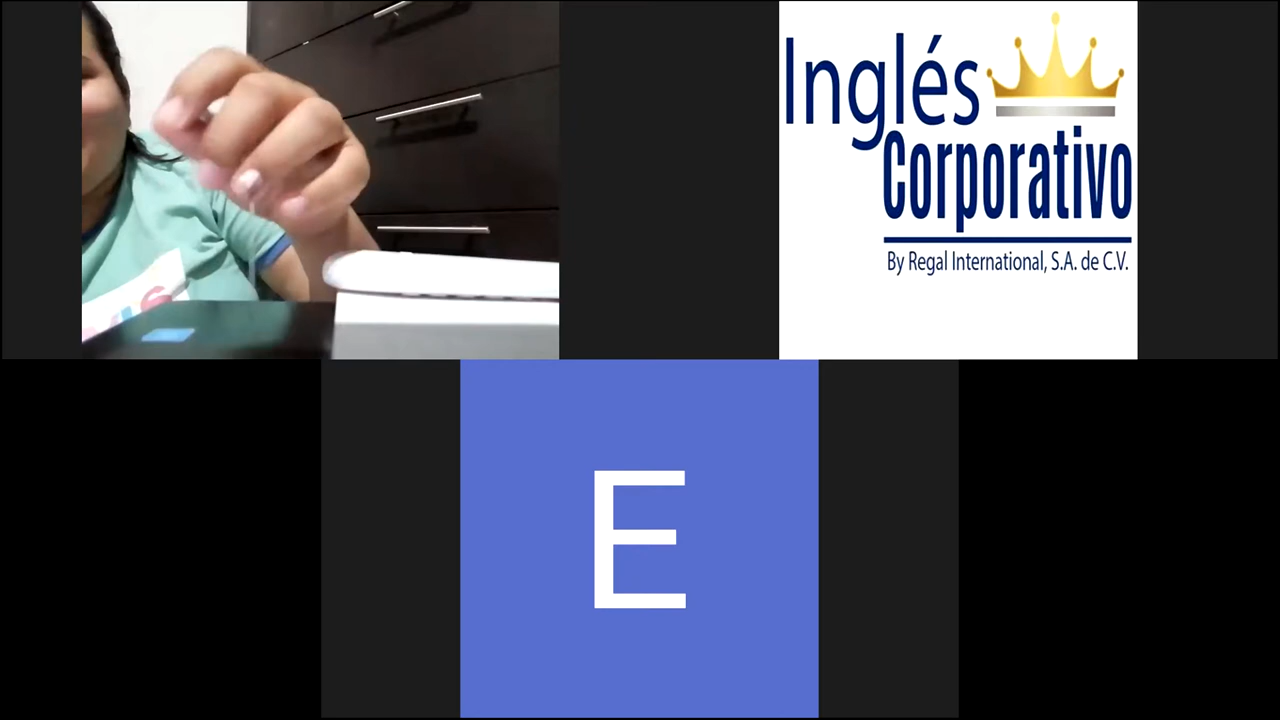 Inglés
Corporativo
By Regal International, S.A. de C.V.
E